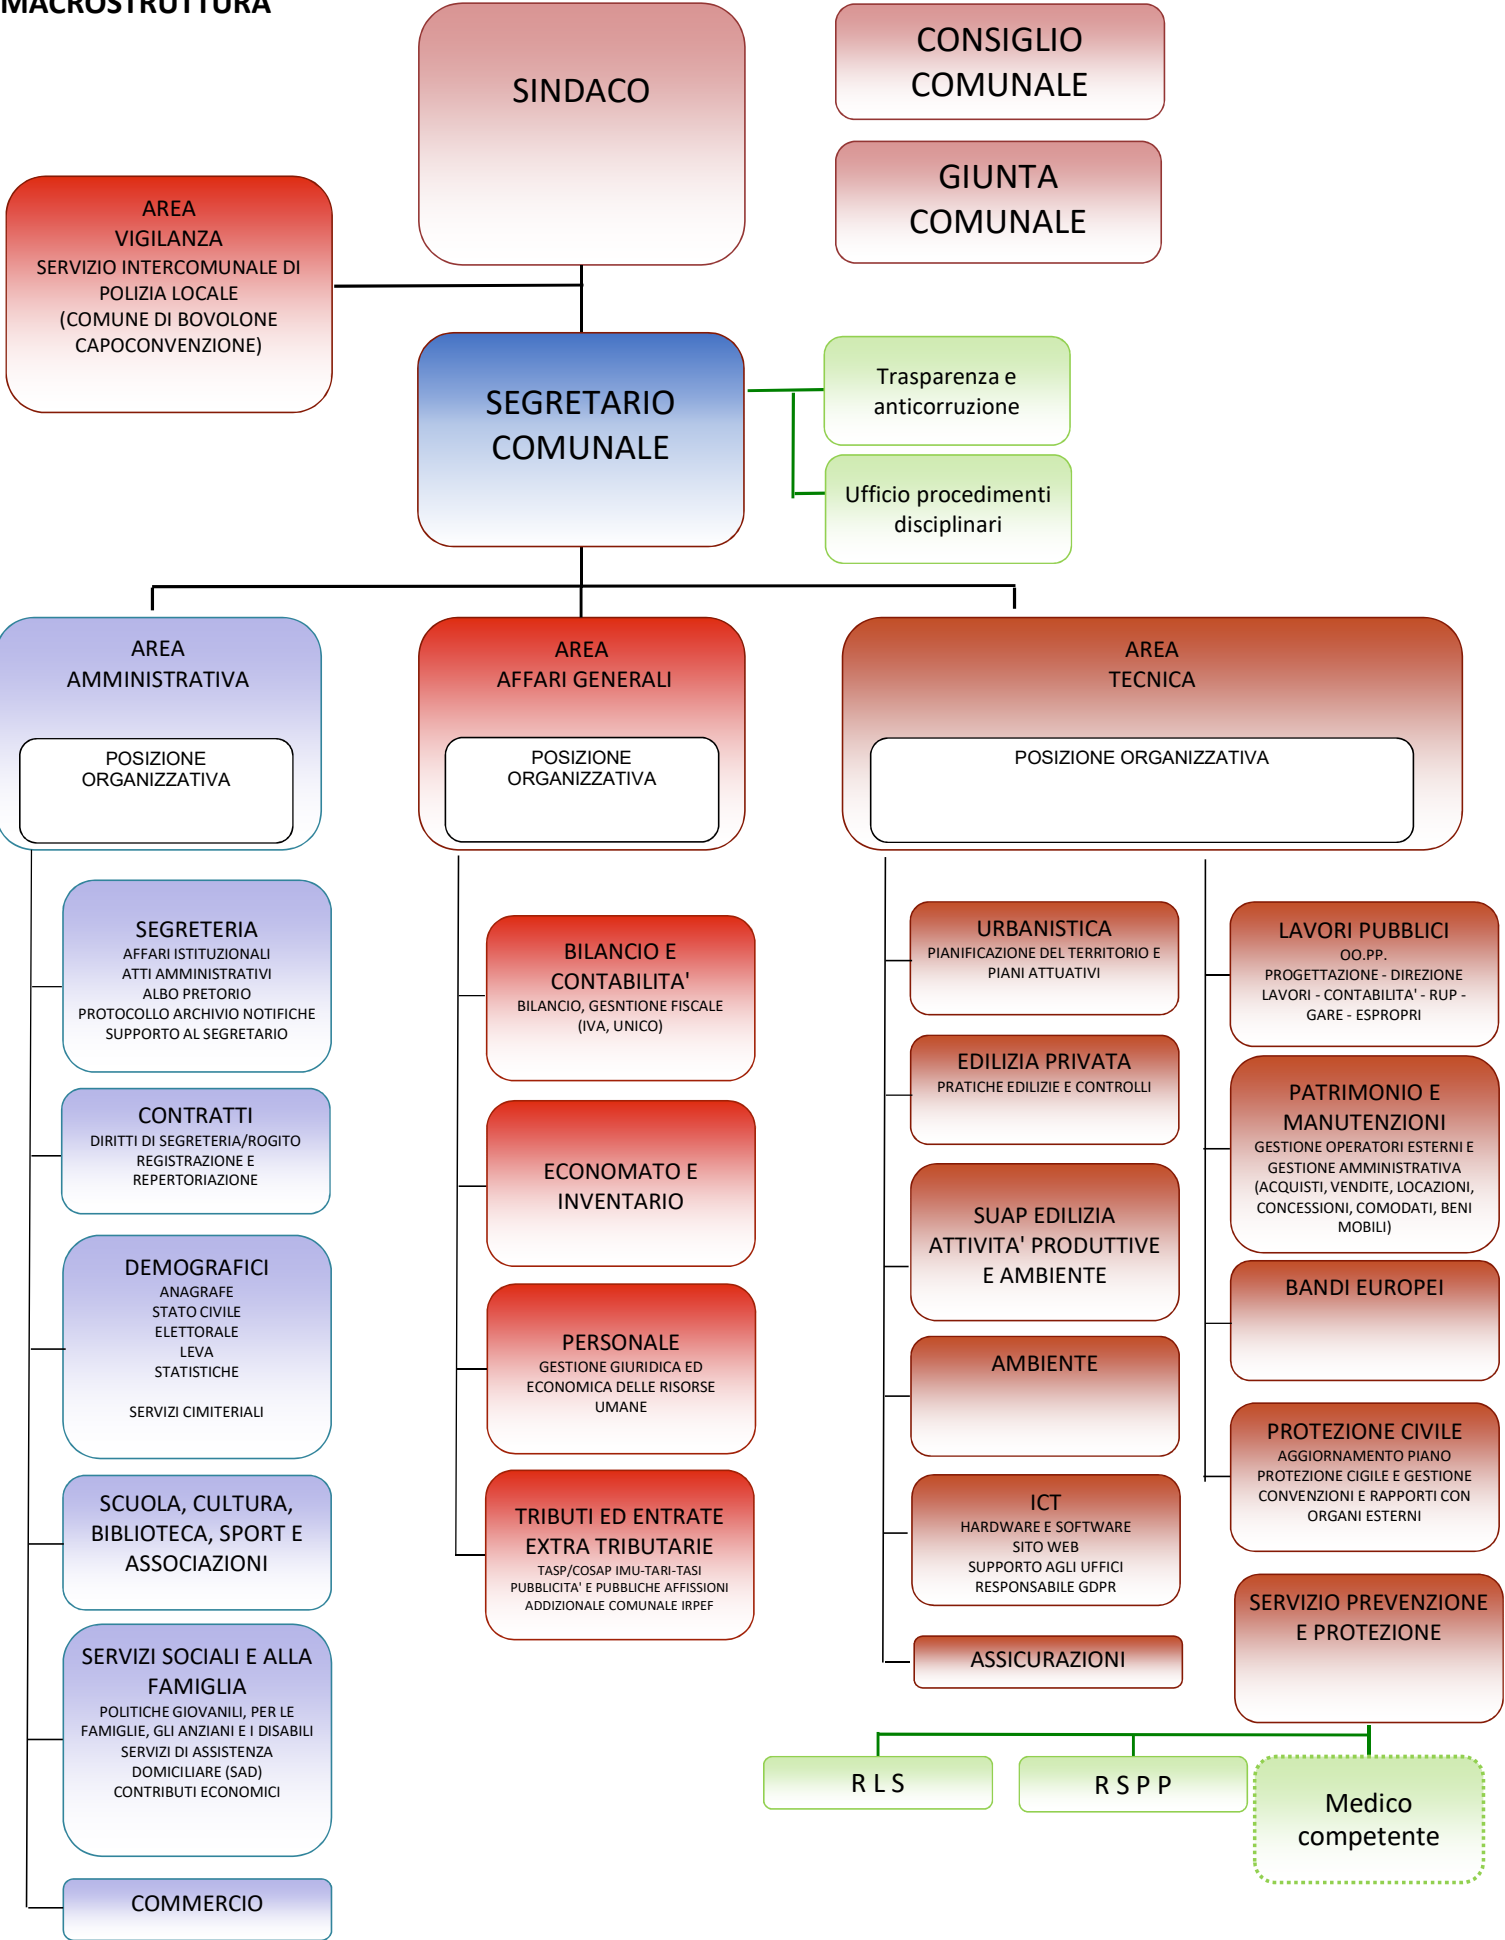 MACROSTRUTTURA
SINDACO
CONSIGLIO
COMUNALE
GIUNTA
COMUNALE
AREA
VIGILANZA
SERVIZIO INTERCOMUNALE DI
POLIZIA LOCALE
(COMUNE DI BOVOLONE
CAPOCONVENZIONE)
SEGRETARIO
COMUNALE
Trasparenza e
anticorruzione
Ufficio procedimenti
disciplinari
AREA
AMMINISTRATIVA
POSIZIONE
ORGANIZZATIVA
AREA
AFFARI GENERALI
POSIZIONE
ORGANIZZATIVA
AREA
TECNICA
POSIZIONE ORGANIZZATIVA
SEGRETERIA
AFFARI ISTITUZIONALI
ATTI AMMINISTRATIVI
ALBO PRETORIO
PROTOCOLLO ARCHIVIO NOTIFICHE
SUPPORTO AL SEGRETARIO
CONTRATTI
DIRITTI DI SEGRETERIA/ROGITO
REGISTRAZIONE E
REPERTORIAZIONE
DEMOGRAFICI
ANAGRAFE
STATO CIVILE
ELETTORALE
LEVA
STATISTICHE
SERVIZI CIMITERIALI
SCUOLA, CULTURA,
BIBLIOTECA, SPORT E
ASSOCIAZIONI
SERVIZI SOCIALI E ALLA
FAMIGLIA
POLITICHE GIOVANILI, PER LE
FAMIGLIE, GLI ANZIANI E I DISABILI
SERVIZI DI ASSISTENZA
DOMICILIARE (SAD)
CONTRIBUTI ECONOMICI
COMMERCIO
BILANCIO E
CONTABILITA'
BILANCIO, GESNTIONE FISCALE
(IVA, UNICO)
ECONOMATO E
INVENTARIO
PERSONALE
GESTIONE GIURIDICA ED
ECONOMICA DELLE RISORSE
UMANE
TRIBUTI ED ENTRATE
EXTRA TRIBUTARIE
TASP/COSAP IMU-TARI-TASI
PUBBLICITA' E PUBBLICHE AFFISSIONI
ADDIZIONALE COMUNALE IRPEF
URBANISTICA
PIANIFICAZIONE DEL TERRITORIO E
PIANI ATTUATIVI
EDILIZIA PRIVATA
PRATICHE EDILIZIE E CONTROLLI
SUAP EDILIZIA
ATTIVITA' PRODUTTIVE
E AMBIENTE
AMBIENTE
ICT
HARDWARE E SOFTWARE
SITO WEB
SUPPORTO AGLI UFFICI
RESPONSABILE GDPR
ASSICURAZIONI
LAVORI PUBBLICI
OO.PP.
PROGETTAZIONE - DIREZIONE
LAVORI - CONTABILITA' - RUP -
GARE - ESPROPRI
PATRIMONIO E
MANUTENZIONI
GESTIONE OPERATORI ESTERNI E
GESTIONE AMMINISTRATIVA
(ACQUISTI, VENDITE, LOCAZIONI,
CONCESSIONI, COMODATI, BENI
MOBILI)
BANDI EUROPEI
PROTEZIONE CIVILE
AGGIORNAMENTO PIANO
PROTEZIONE CIGILE E GESTIONE
CONVENZIONI E RAPPORTI CON
ORGANI ESTERNI
SERVIZIO PREVENZIONE
E PROTEZIONE
R L S
R S P P
Medico
competente